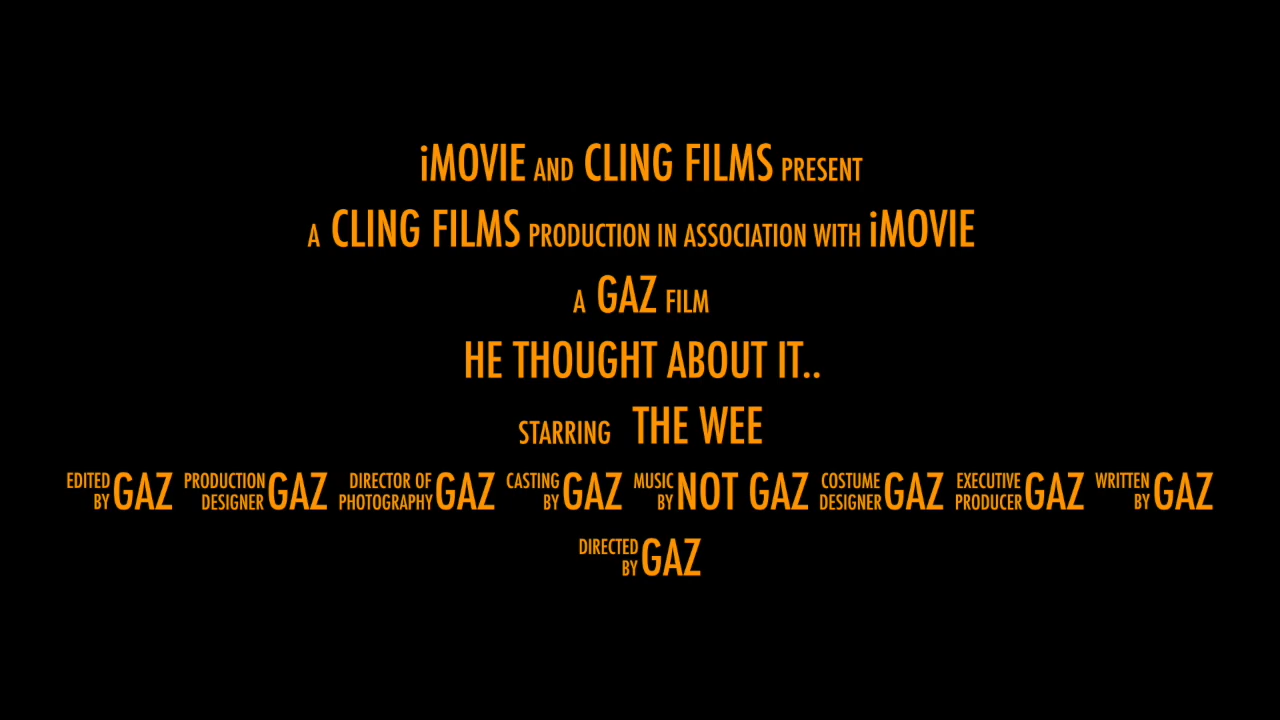 iMOVIE AND CLING FILMS PRESENT
A CLING FILMS PRODUCTION IN ASSOCIATION WITH iMOVIE
A GAZ FILM
HE THOUGHT ABOUT IT..
STARRING THE WEE
EDITED BY GAZ PRODUCTION DESIGNER GAZ DIRECTOR OF PHOTOGRAPHY GAZ CASTING BY GAZ MUSIC BY NOT GAZ COSTUME DESIGNER GAZ EXECUTIVE PRODUCER GAZ WRITTEN BY GAZ
DIRECTED BY GAZ